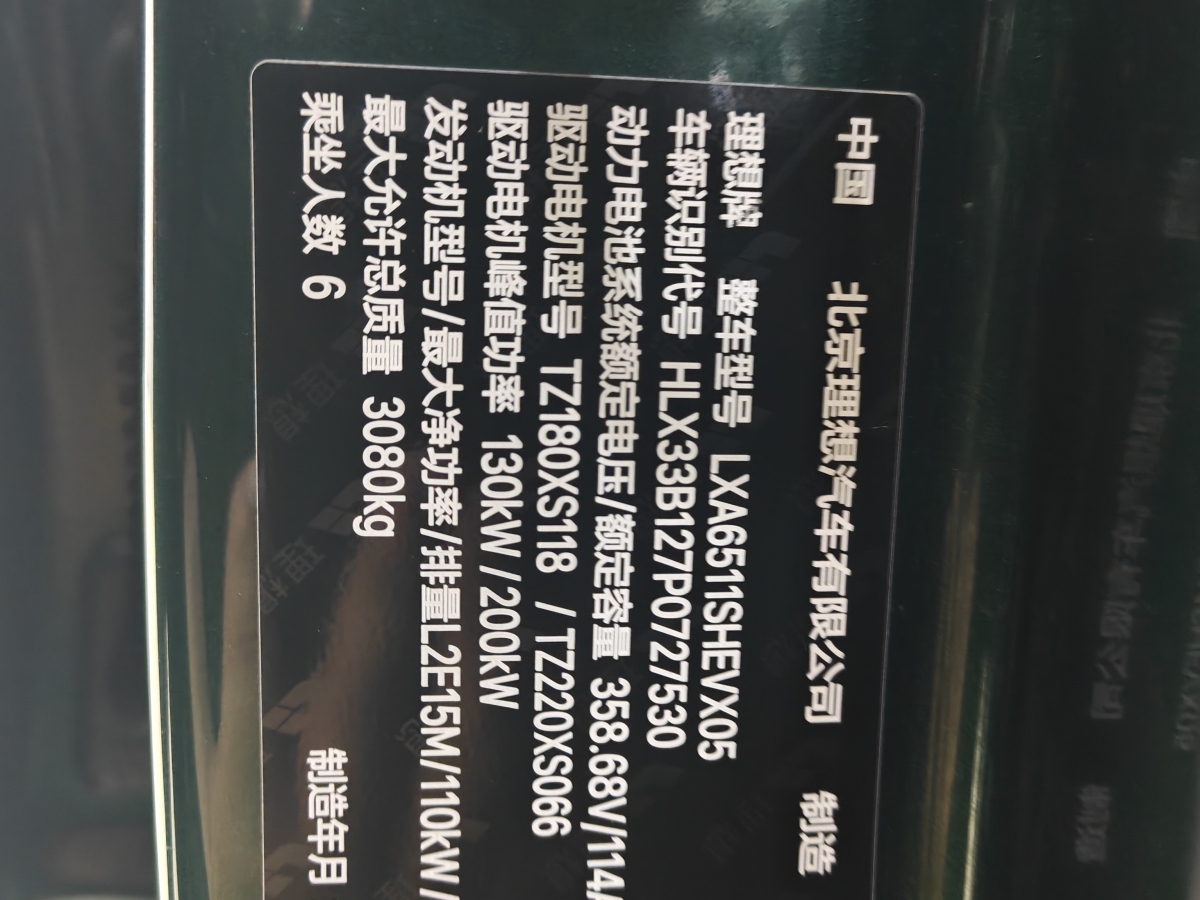 中国 北京理想汽车有限公司 制造
理想牌 整车型号 LXA6511SHEVX05
车辆识别代号 HLX33B127P0727530
动力电池系统额定电压/额定容量 358.68V/114/
驱动电机型号 TZ180XS118 /TZ220XS066
驱动电机峰值功率 130kW/200kW
发动机型号/最大净功率/排量L2E15M/110kW/
最大允许总质量 3080kg
乘坐人数 6 制造年月